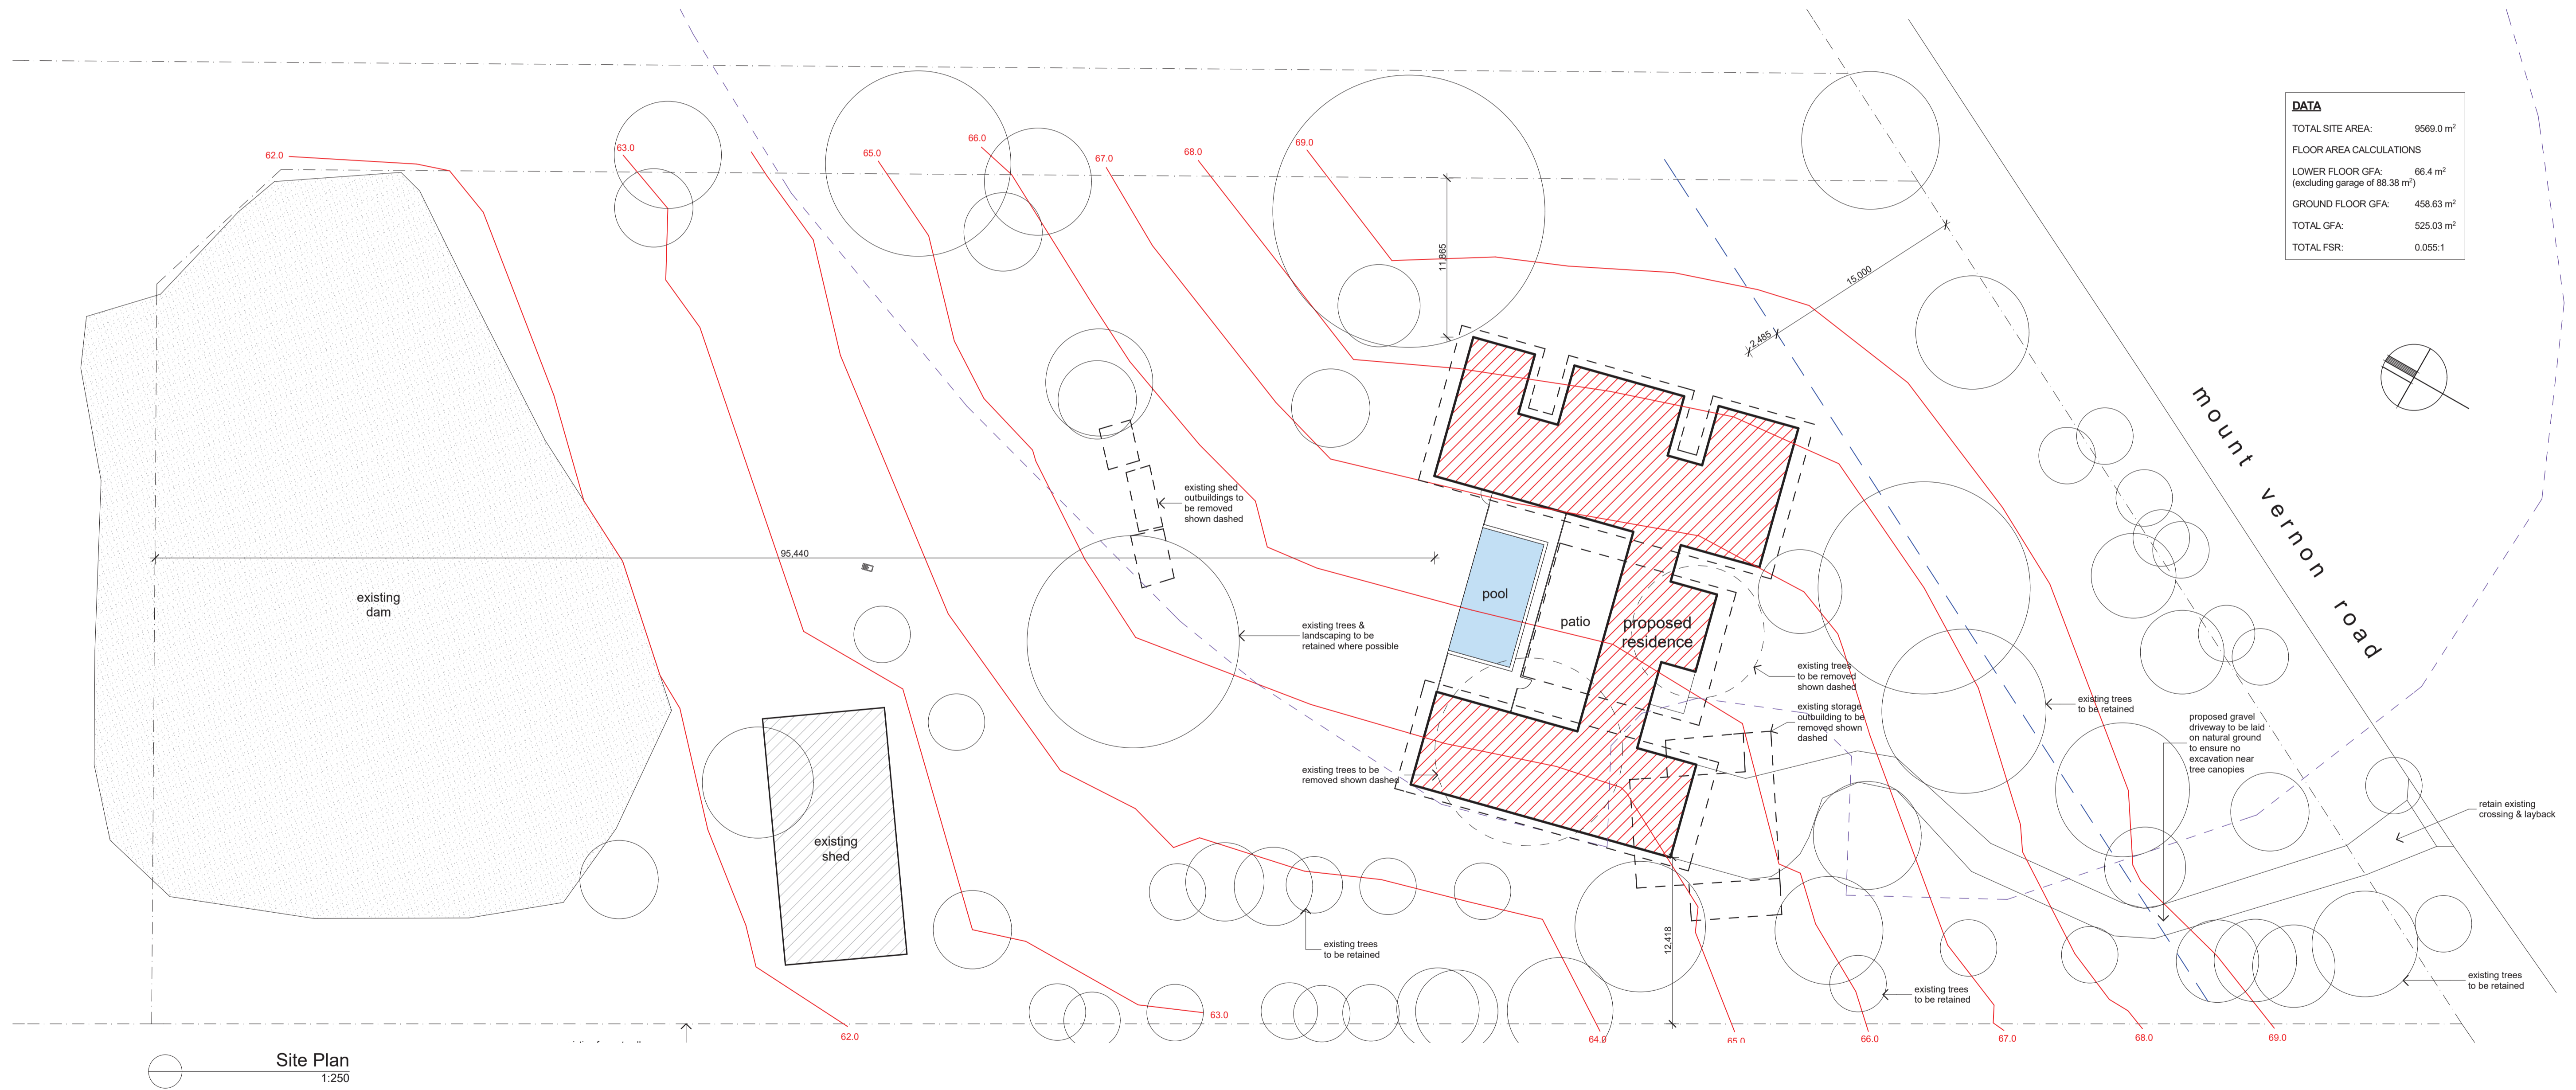 62.0
63.0
65.0
66.0
67.0
68.0
69.0
DATA
TOTAL SITE AREA: 9569.0 m²
FLOOR AREA CALCULATIONS
LOWER FLOOR GFA: 66.4 m²
(excluding garage of 88.38 m²)
GROUND FLOOR GFA: 458.63 m²
TOTAL GFA: 525.03 m²
TOTAL FSR: 0.055:1
11,865
15,000
2,485
mount vernon road
existing shed
outbuildings to
be removed
shown dashed
95,440
existing
dam
pool
patio
proposed
residence
existing trees &
landscaping to be
retained where possible
existing trees
to be removed
shown dashed
existing storage
outbuilding to be
removed shown
dashed
existing trees
to be retained
proposed gravel
driveway to be laid
on natural ground
to ensure no
excavation near
tree canopies
existing trees to be
removed shown dashed
retain existing
crossing & layback
existing
shed
existing trees
to be retained
12,418
existing trees
to be retained
existing trees
to be retained
63.0
62.0
64.0
65.0
66.0
67.0
68.0
69.0
Site Plan
1:250